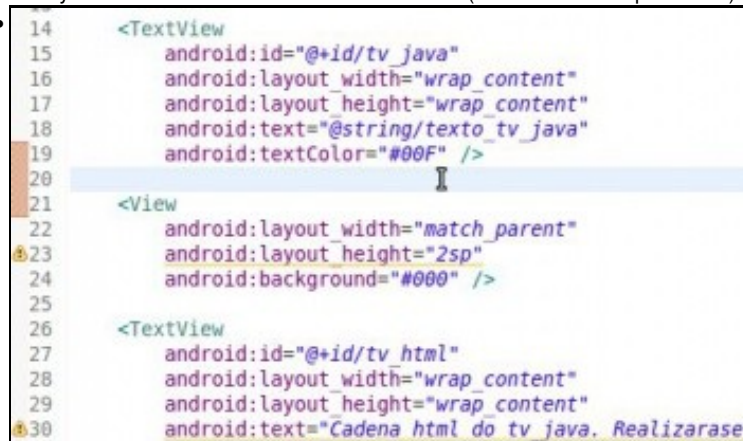 14 <TextView
15 android:id="@+id/tv_java"
16 android:layout_width="wrap_content"
17 android:layout_height="wrap_content"
18 android:text="@string/texto_tv_java"
19 android:textColor="#00F" />
20
21 <View
22 android:layout_width="match_parent"
23 android:layout_height="2sp"
24 android:background="#000" />
25
26 <TextView
27 android:id="@+id/tv_html"
28 android:layout_width="wrap_content"
29 android:layout_height="wrap_content"
30 android:text="Cadena html do tv java. Realizarase